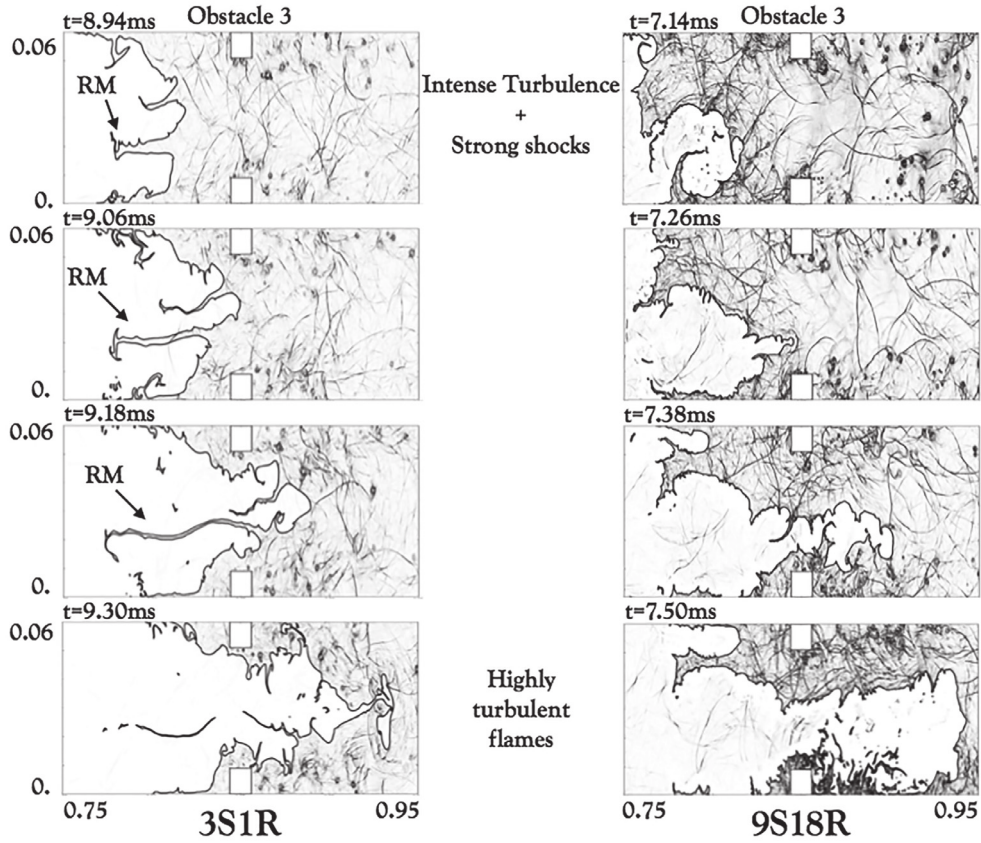 Obstacle 3
Obstacle 3
t=8.94ms
t=7.14ms
0.06
RM
Intense Turbulence
+
Strong shocks
0.
t=9.06ms
t=7.26ms
0.06
RM
0.
t=9.18ms
t=7.38ms
0.06
RM
0.
t=9.30ms
t=7.50ms
0.06
Highly
turbulent
flames
0.
0.75
0.95
0.75
0.95
3S1R
9S18R